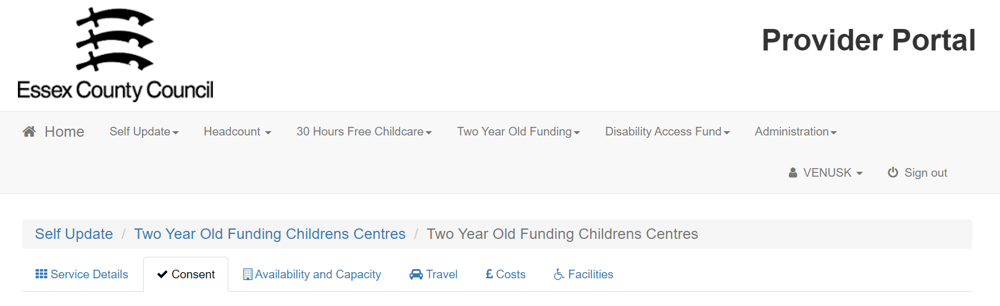 Essex County Council
Provider Portal
Home Self Update Headcount 30 Hours Free Childcare Two Year Old Funding Disability Access Fund Administration
VENUSK Sign out
Self Update / Two Year Old Funding Childrens Centres / Two Year Old Funding Childrens Centres
Service Details Consent Availability and Capacity Travel £ Costs Facilities